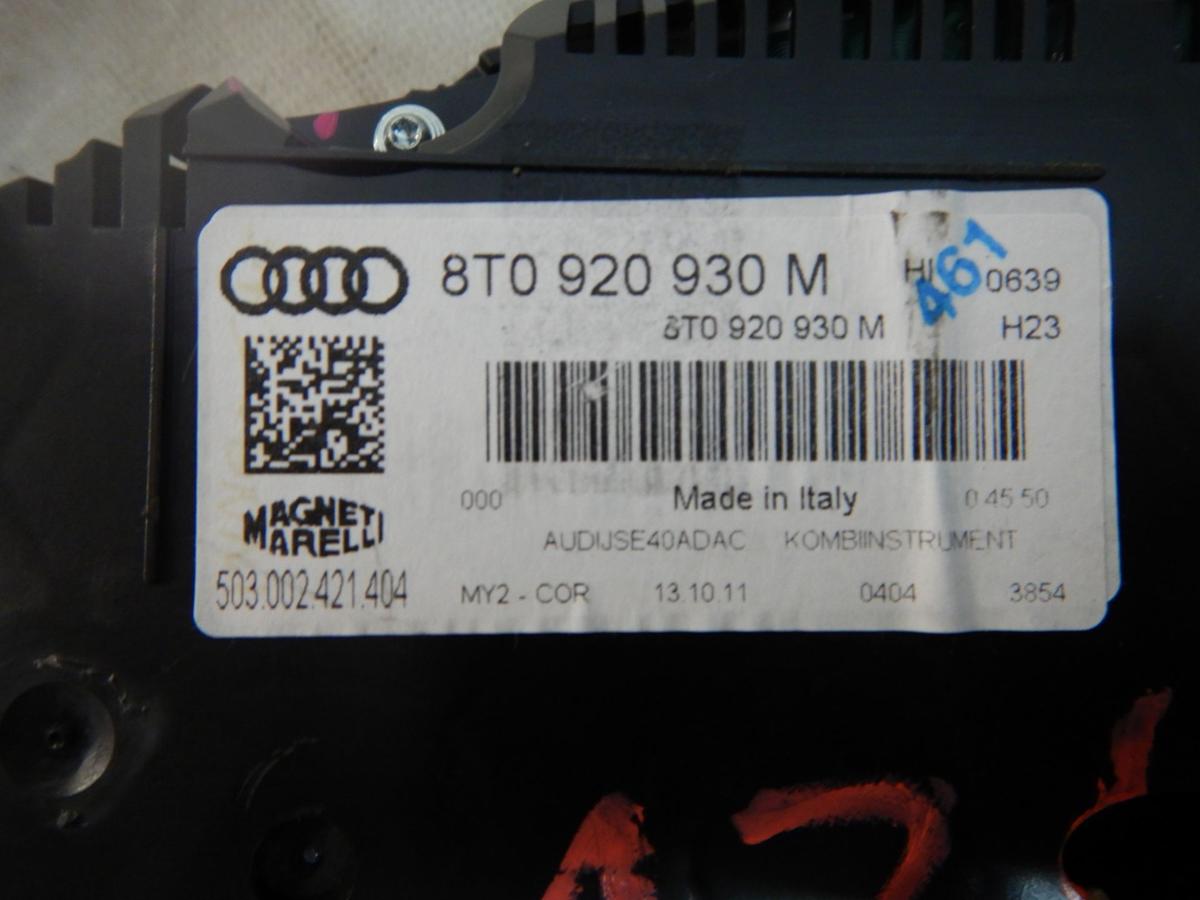 8T0 920 930 M HI 0639
461
8T0 920 930 M H23
000 Made in Italy 0 45 50
MAGNETI
MARELLI
AUDIJSE40ADAC KOMBIINSTRUMENT
503.002.421.404 MY2 - COR 13.10.11 0404 3854